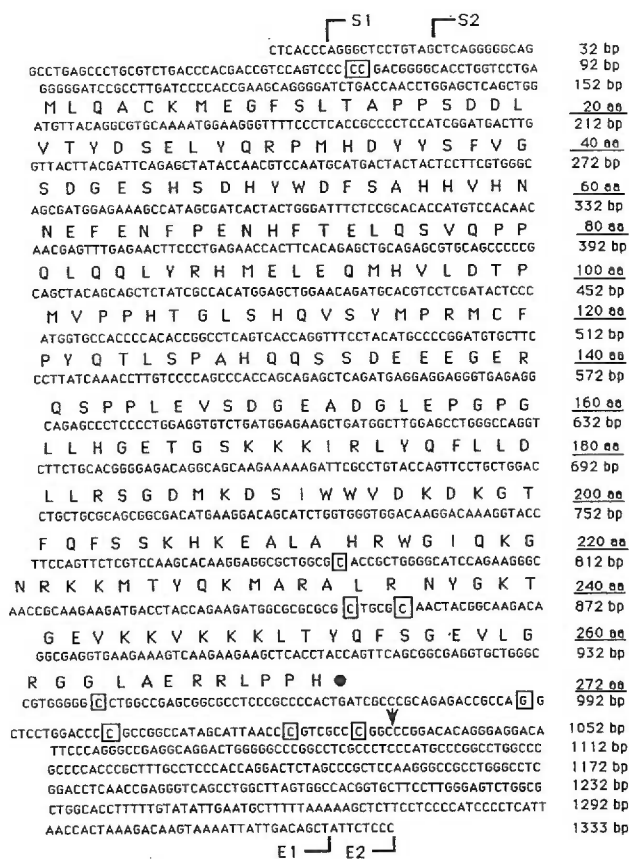 S1 S2
CTCACCCAGGGCTCCTGTAGCTCAGGGGGCAG 32 bp
GCCTGAGCCCTGCGTCTGACCCACGACCGTCCAGTCCC CC GACGGGGCACCTGGTCCTGA 92 bp
GGGGGATCCGCCTTGATCCCCACCGAAGCAGGGGATCTGACCAACCTGGAGCTCAGCTGG 152 bp
M L Q A C K M E G F S L T A P P S D D L 20 aa
ATGTTACAGGCGTGCAAAATGGAAGGGTTTTCCCTCACCGCCCCTCCATCGGATGACTTG 212 bp
V T Y D S E L Y Q R P M H D Y Y S F V G 40 aa
GTTACTTACGATTCAGAGCTATACCAACGTCCAATGCATGACTACTACTCCTTCGTGGGC 272 bp
S D G E S H S D H Y W D F S A H H V H N 60 aa
AGCGATGGAGAAAGCCATAGCGATCACTACTGGGATTTCTCCGCACACCATGTCCACAAC 332 bp
N E F E N F P E N H F T E L Q S V Q P P 80 aa
AACGAGTTTGAGAACTTCCCTGAGAACCACTTCACAGAGCTGCAGAGCGTGCAGCCCCCG 392 bp
Q L Q Q L Y R H M E L E Q M H V L D T P 100 aa
CAGCTACAGCAGCTCTATCGCCACATGGAGCTGGAACAGATGCACGTCCTCGATACTCCC 452 bp
M V P P H T G L S H Q V S Y M P R M C F 120 aa
ATGGTGCCACCCCACACCGGCCTCAGTCACCAGGTTTCCTACATGCCCCGGATGTGCTTC 512 bp
P Y Q T L S P A H Q Q S S D E E E G E R 140 aa
CCTTATCAAACCTTGTCCCCAGCCCACCAGCAGAGCTCAGATGAGGAGGAGGGTGAGAGG 572 bp
Q S P P L E V S D G E A D G L E P G P G 160 aa
CAGAGCCCTCCCCTGGAGGTGTCTGATGGAGAAGCTGATGGCTTGGAGCCTGGGCCAGGT 632 bp
L L H G E T G S K K K I R L Y Q F L L D 180 aa
CTTCTGCACGGGGAGACAGGCAGCAAGAAAAAGATTCGCCTGTACCAGTTCCTGCTGGAC 692 bp
L L R S G D M K D S I W W V D K D K G T 200 aa
CTGCTGCGCAGCGGCGACATGAAGGACAGCATCTGGTGGGTGGACAAGGACAAAGGTACC 752 bp
F Q F S S K H K E A L A H R W G I Q K G 220 aa
TTCCAGTTCTCGTCCAAGCACAAGGAGGCGCTGGCG C ACCGCTGGGGCATCCAGAAGGGC 812 bp
N R K K M T Y Q K M A R A L R N Y G K T 240 aa
AACCGCAAGAAGATGACCTACCAGAAGATGGCGCGCGCG C TGCG C AACTACGGCAAGACA 872 bp
G E V K K V K K K L T Y Q F S G E V L G 260 aa
GGCGAGGTGAAGAAAGTCAAGAAGAAGCTCACCTACCAGTTCAGCGGCGAGGTGCTGGGC 932 bp
R G G L A E R R L P P H ● 272 aa
CGTGGGGG C CTGGCCGAGCGGCGCCTCCCGCCCCACTGATCGCCCGCAGAGACCGCCA G G 992 bp
CTCCTGGACCC C GCCGGCCATAGCATTAACC C GTCGCC C GGCCCGGACACAGGGAGGACA 1052 bp
TTCCCAGGGCCGAGGCAGGACTGGGGGCCCGGCCTCGCCCTCCCATGCCCGGCCTGGCCC 1112 bp
GCCCCACCCGCTTTGCCTCCCACCAGGACTCTAGCCCGCTCCAAGGGCCGCCTGGGCCTC 1172 bp
GGACCTCAACCGAGGGTCAGCCTGGCTTAGTGGCCACGGTGCTTCCTTGGGAGTCTGGCG 1232 bp
CTGGCACCTTTTTGTATATTGAATGCTTTTTAAAAAGCTCTTCCTCCCCATCCCCTCATT 1292 bp
AACCACTAAAGACAAGTAAAATTATTGACAGCTATTCTCCC 1333 bp
E1 E2